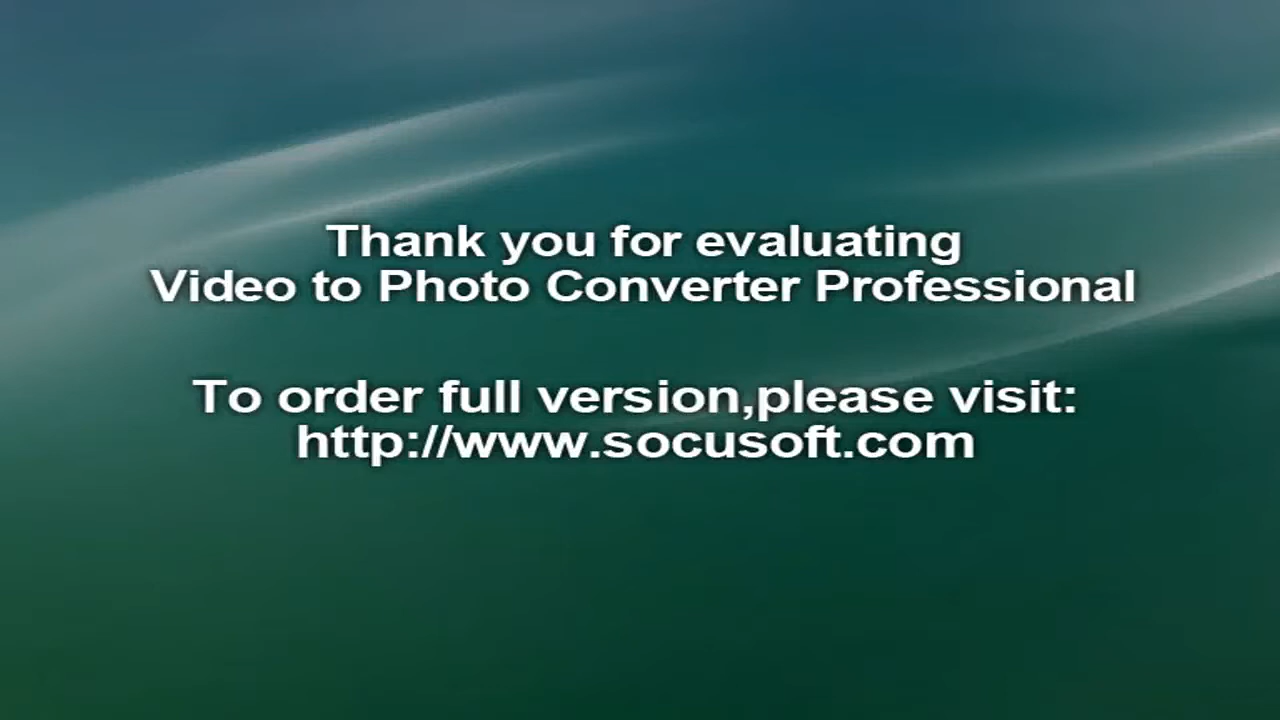 Thank you for evaluating
Video to Photo Converter Professional
To order full version,please visit:
http://www.socusoft.com